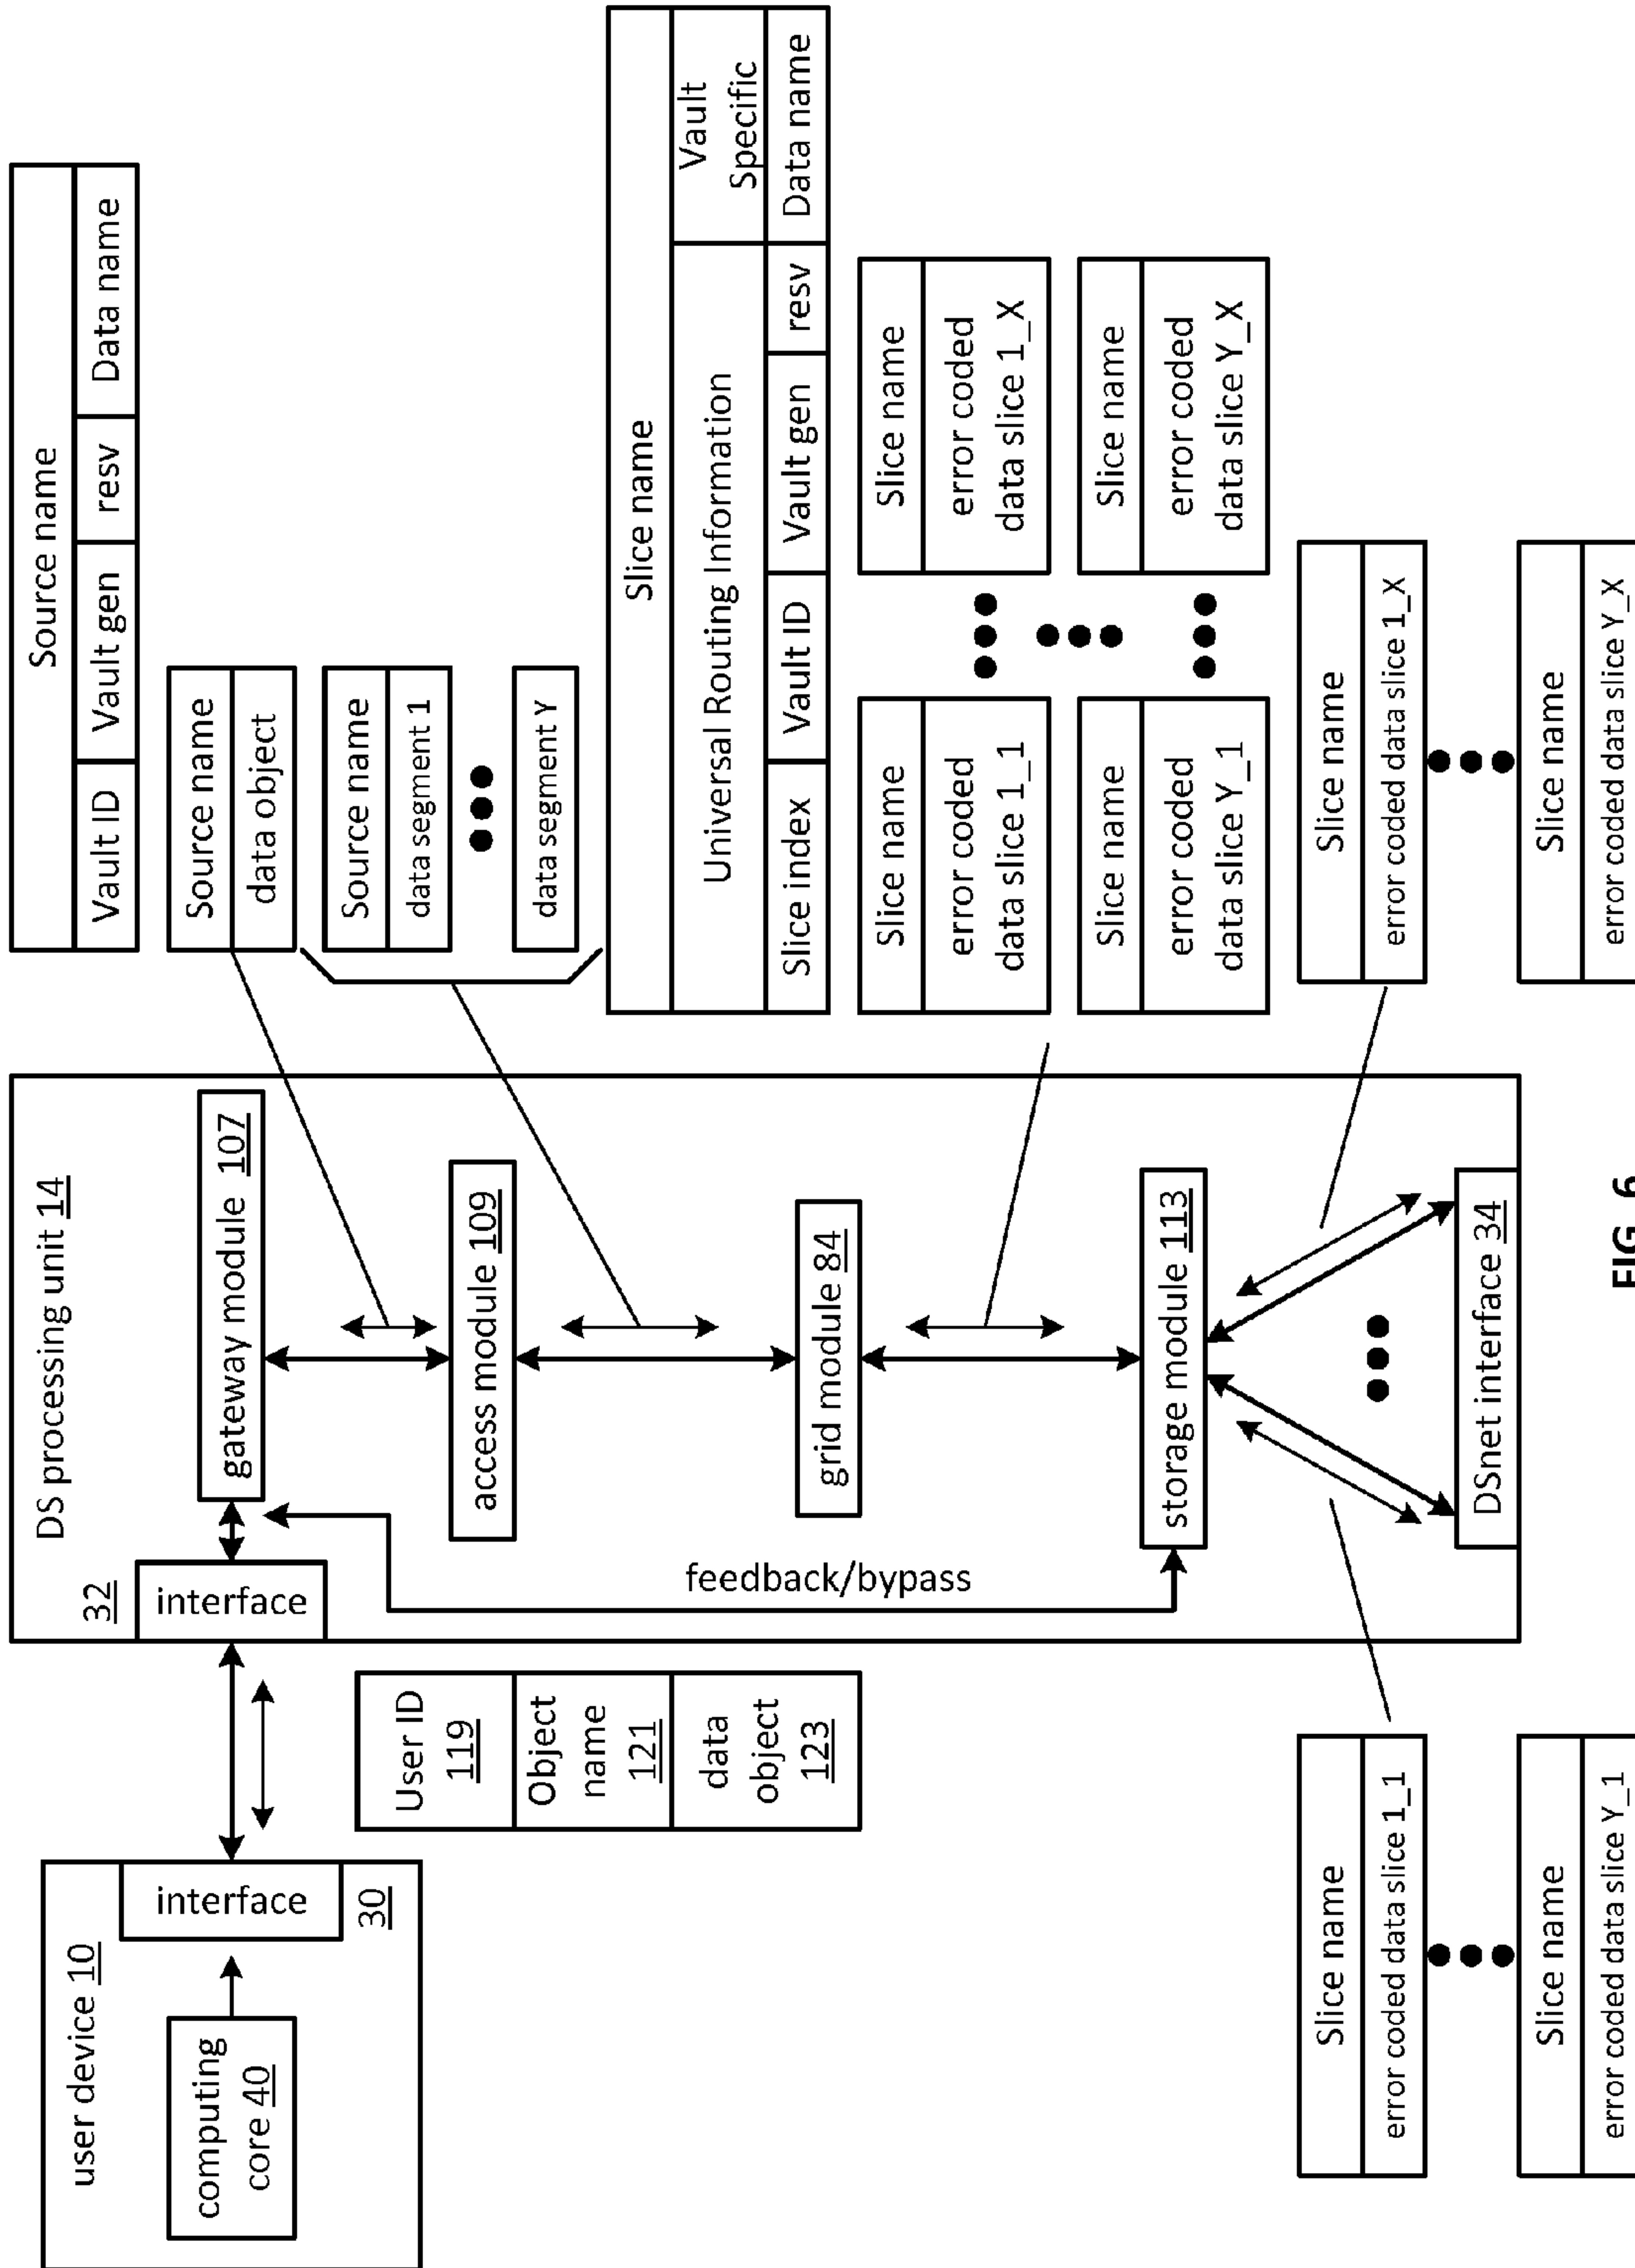 user device 10
computing
core 40
interface
30
User ID
119
Object
name
121
data
object
123
DS processing unit 14
32
interface
gateway module 107
access module 109
grid module 84
storage module 113
feedback/bypass
DSnet interface 34
Source name
Vault ID Vault gen resv Data name
Source name
data object
Source name
data segment 1
data segment Y
Slice name
Universal Routing Information
Vault
Specific
Slice index Vault ID Vault gen resv Data name
Slice name
error coded
data slice 1_1
Slice name
error coded
data slice 1_X
Slice name
error coded
data slice Y_1
Slice name
error coded
data slice Y_X
Slice name
error coded data slice 1_1
Slice name
error coded data slice Y_1
Slice name
error coded data slice 1_X
Slice name
error coded data slice Y_X
FIG. 6